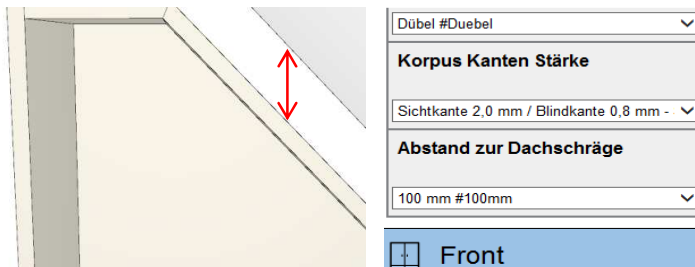 Dübel #Duebel
Korpus Kanten Stärke
Sichtkante 2,0 mm / Blindkante 0,8 mm -
Abstand zur Dachschräge
100 mm #100mm
Front